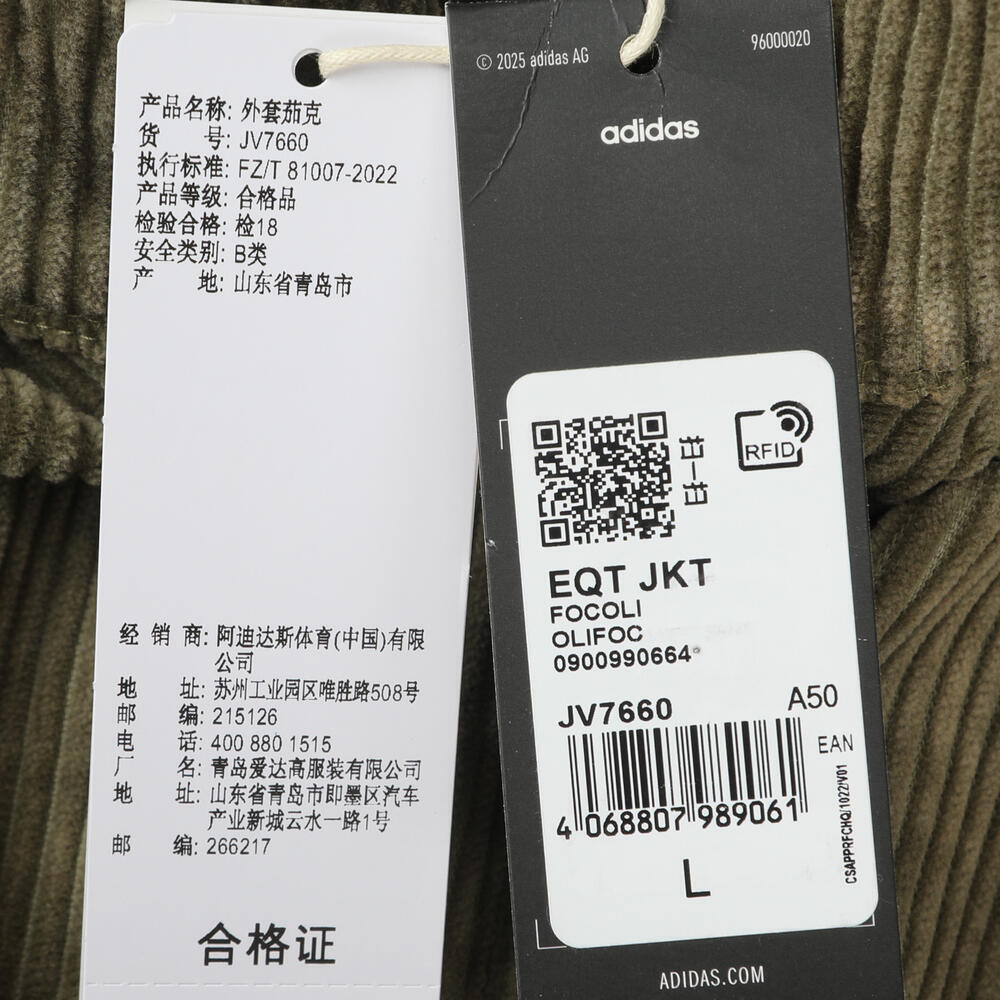 产品名称: 外套茄克
货 号: JV7660
执行标准: FZ/T 81007-2022
产品等级: 合格品
检验合格: 检18
安全类别: B类
产 地: 山东省青岛市
经 销 商: 阿迪达斯体育(中国)有限
公司
地 址: 苏州工业园区唯胜路508号
邮 编: 215126
电 话: 400 880 1515
厂 名: 青岛爱达高服装有限公司
地 址: 山东省青岛市即墨区汽车
产业新城云水一路1号
邮 编: 266217
合格证
© 2025 adidas AG
96000020
adidas
扫一扫
RFID
EQT JKT
FOCOLI
OLIFOC
0900990664
JV7660
A50
EAN
4 068807 989061
CSAPPRFCHQ/1022/V01
L
ADIDAS.COM